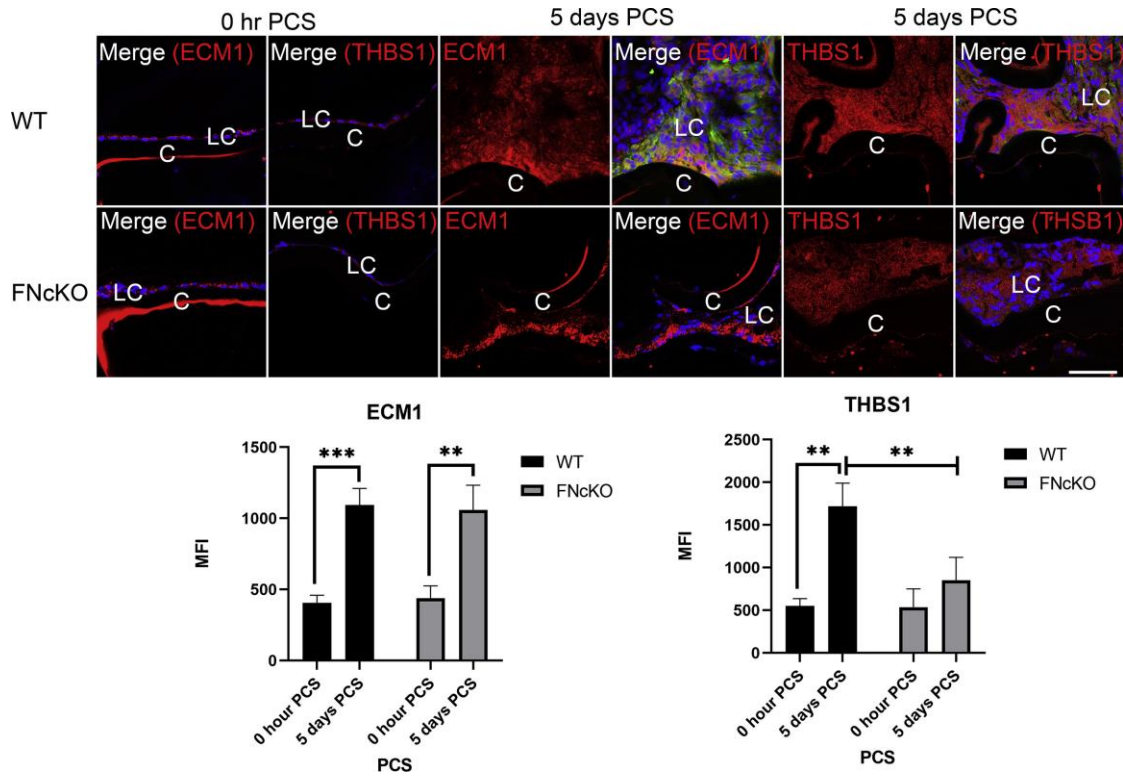 0 hr PCS 5 days PCS 5 days PCS
Merge (ECM1) Merge (THBS1) ECM1 Merge (ECM1) THBS1 Merge (THBS1)
WT
LC C LC C C LC C C LC C
FNcKO
Merge (ECM1) Merge (THBS1) ECM1 Merge (ECM1) THBS1 Merge (THSB1)
LC C LC C C C LC C LC C
ECM1
1500
1000
500
0
MFI
*** **
WT
FNcKO
0 hour PCS 5 days PCS 0 hour PCS 5 days PCS
PCS
THBS1
2500
2000
1500
1000
500
0
MFI
** **
WT
FNcKO
0 hour PCS 5 days PCS 0 hour PCS 5 days PCS
PCS